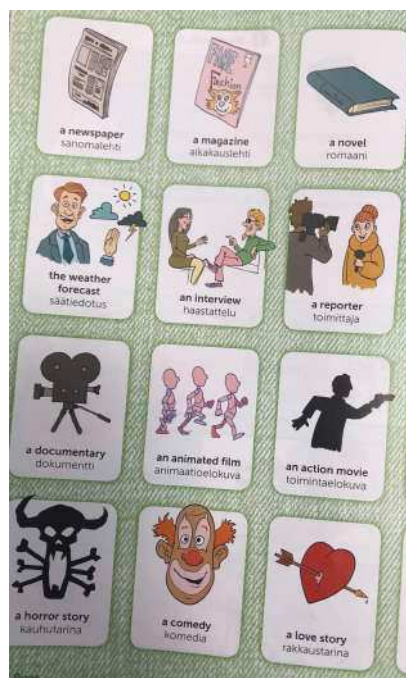 a newspaper
sanomalehti
a magazine
aikakauslehti
a novel
romaani
the weather
forecast
säätiedotus
an interview
haastattelu
a reporter
toimittaja
a documentary
dokumentti
an animated film
animaatioelokuva
an action movie
toimintaelokuva
a horror story
kauhutarina
a comedy
komedia
a love story
rakkaustarina
Fashion